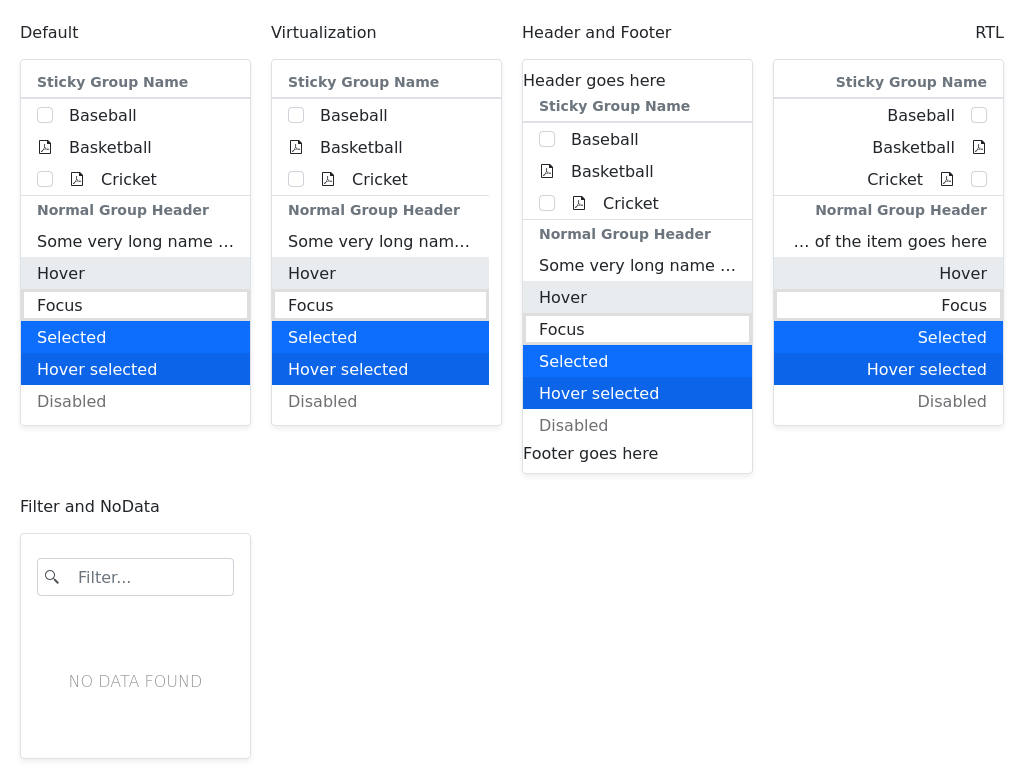 Default
Sticky Group Name
Baseball
Basketball
Cricket
Normal Group Header
Some very long name ...
Hover
Focus
Selected
Hover selected
Disabled
Virtualization
Sticky Group Name
Baseball
Basketball
Cricket
Normal Group Header
Some very long nam...
Hover
Focus
Selected
Hover selected
Disabled
Header and Footer
Header goes here
Sticky Group Name
Baseball
Basketball
Cricket
Normal Group Header
Some very long name ...
Hover
Focus
Selected
Hover selected
Disabled
Footer goes here
RTL
Sticky Group Name
Baseball
Basketball
Cricket
Normal Group Header
... of the item goes here
Hover
Focus
Selected
Hover selected
Disabled
Filter and NoData
Filter...
NO DATA FOUND